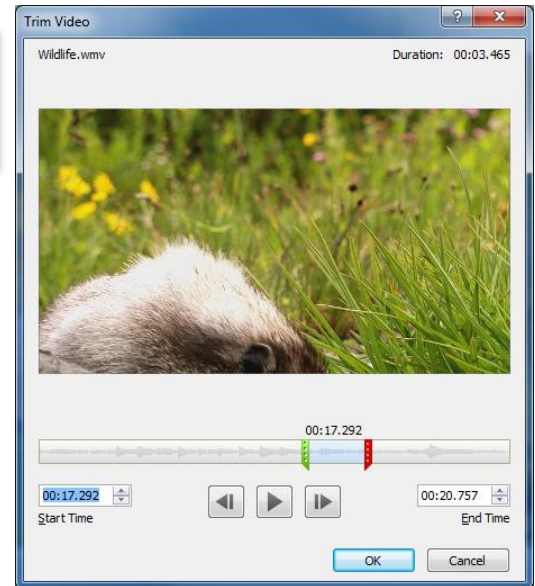 Trim Video
Wildlife.wmv Duration: 00:03.465
00:17.292
00:17.292 00:20.757
Start Time End Time
OK Cancel